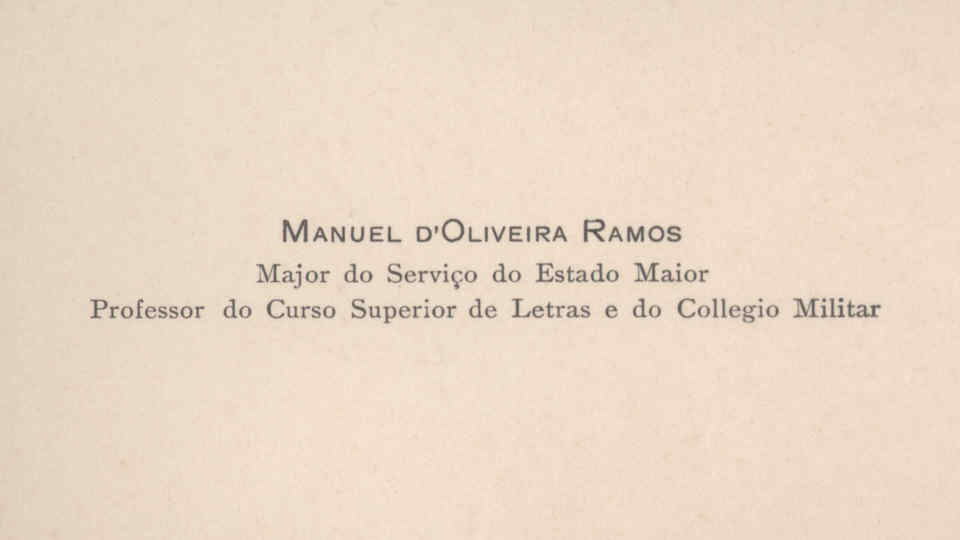 MANUEL D'OLIVEIRA RAMOS
Major do Serviço do Estado Maior
Professor do Curso Superior de Letras e do Collegio Militar